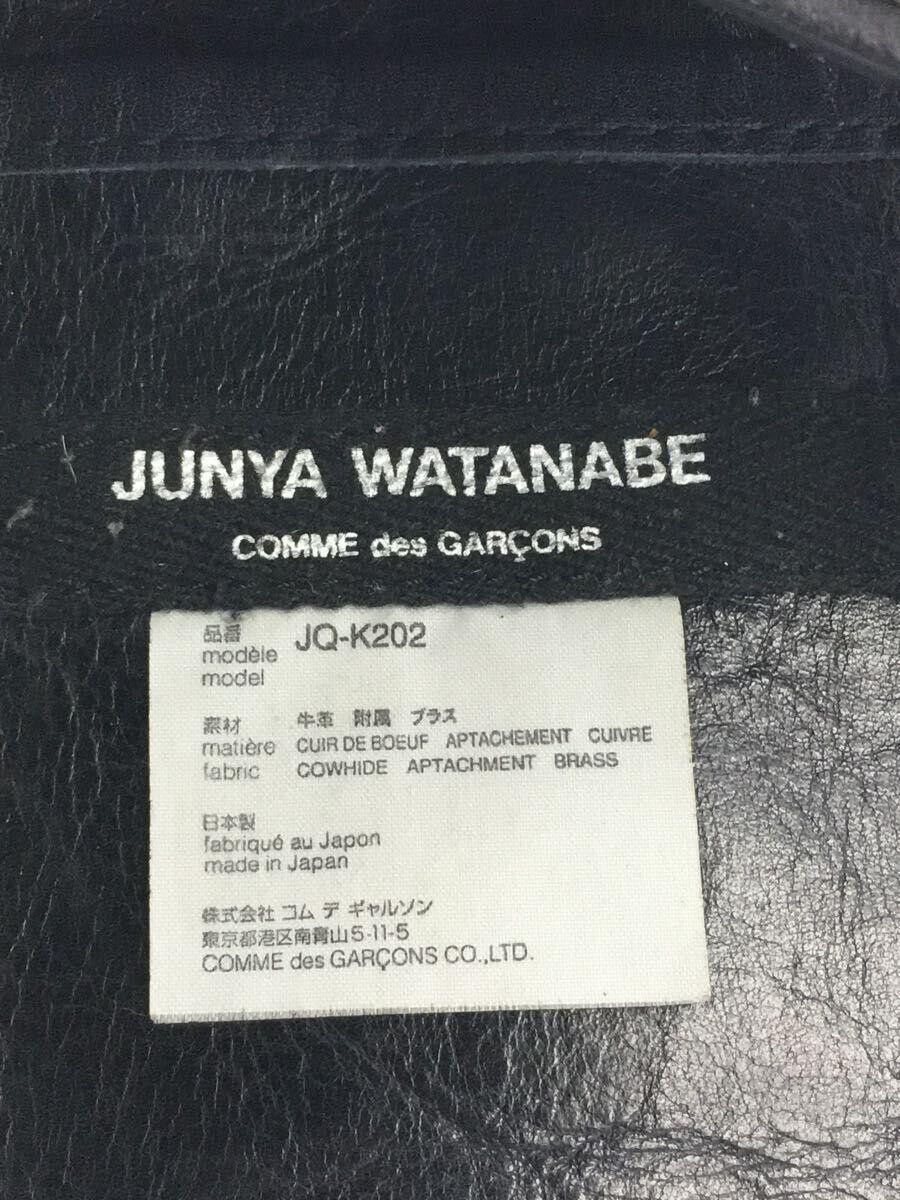 JUNYA WATANABE
COMME des GARÇONS
品番
modèle
model
JQ-K202
素材
matière
fabric
牛革 附属 ブラス
CUIR DE BOEUF APTACHEMENT CUIVRE
COWHIDE APTACHMENT BRASS
日本製
fabriqué au Japon
made in Japan
株式会社 コム デ ギャルソン
東京都港区南青山5-11-5
COMME des GARÇONS CO.,LTD.